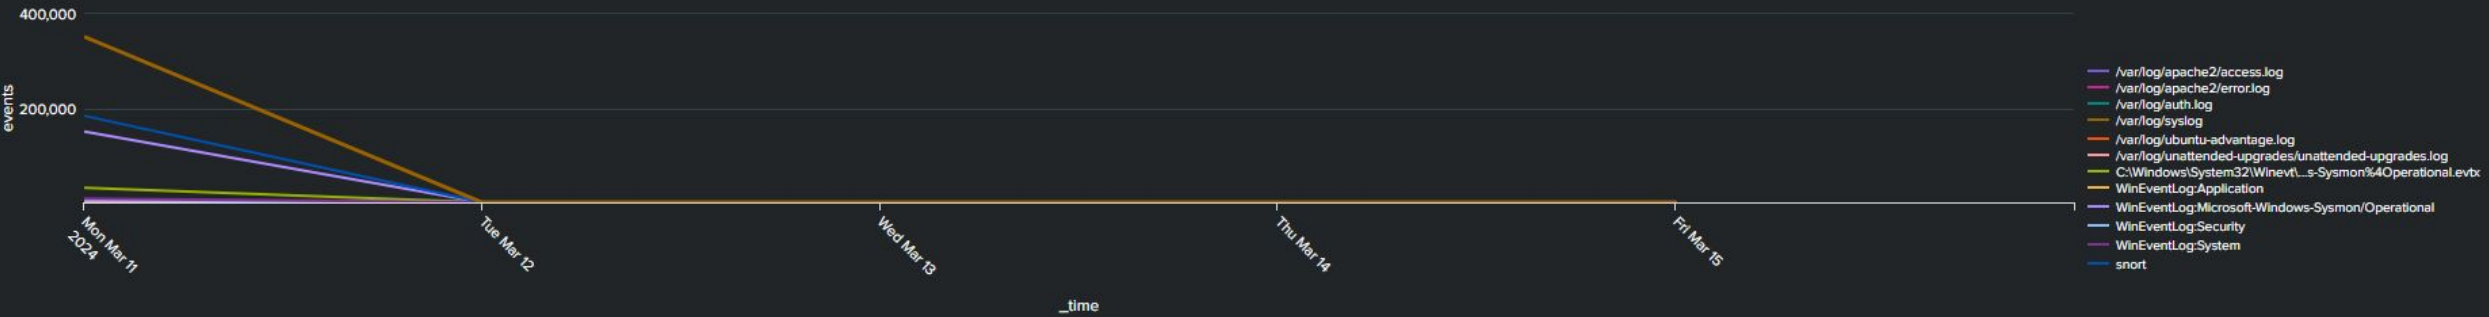 400,000
200,000
events
Mon Mar 11
2024
Tue Mar 12
Wed Mar 13
Thu Mar 14
Fri Mar 15
_time
/var/log/apache2/access.log
/var/log/apache2/error.log
/var/log/auth.log
/var/log/syslog
/var/log/ubuntu-advantage.log
/var/log/unattended-upgrades/unattended-upgrades.log
C:\Windows\System32\Winevt\...s-Sysmon%4Operational.evtx
WinEventLog:Application
WinEventLog:Microsoft-Windows-Sysmon/Operational
WinEventLog:Security
WinEventLog:System
snort